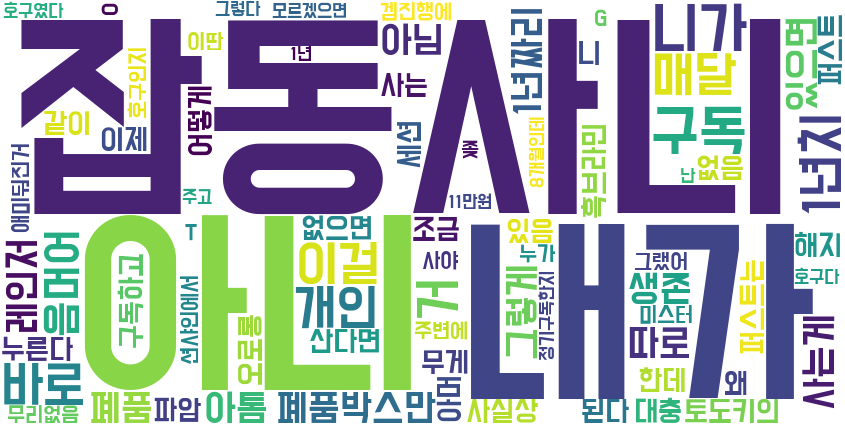 호구였다
그렇다
모르겠으면
겜진행에
G
이딴
1년
아님
1년짜리
니
니가
있으면
퍼스트
잡동사니
호구인지
사는
매달
같이
이제
어떻게
세션
좆
8개월인데
흑브라민
구독
1년치
애미뒤진거
주고
11만원
난
없음
아니
내가
T
없으면
조금
있음
누가
그랬어
해지
레인저
음머어
구독하고
션샤인에서
이걸
사야
거
그렇게
정기구독한지
생존
퍼스트는
호구다
개인
미스터
산다면
주변에
따로
사는게
누른다
오로롱
무게
바로
한데
왜
무리없음
폐품
파암
아톰
폐품박스만
몸
사실상
된다
대충
토도키의